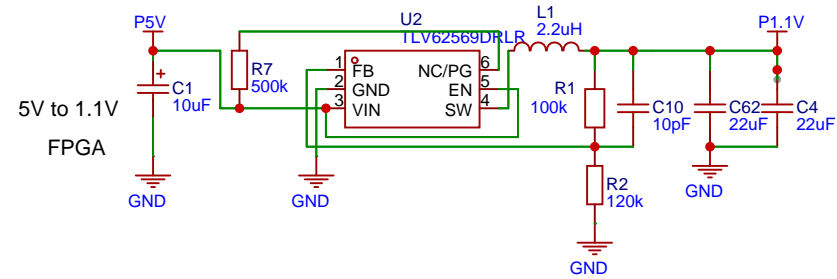 P5V
U2
TLV62569DRLR
L1
2.2uH
P1.1V
R7
500k
1
FB
2
GND
3
VIN
NC/PG
6
EN
5
SW
4
C1
10uF
5V to 1.1V
FPGA
R1
100k
C10
10pF
C62
22uF
C4
22uF
R2
120k
GND
GND
GND
GND